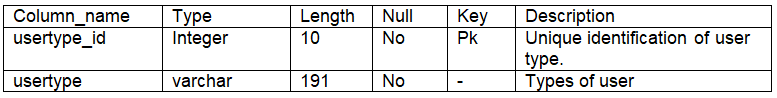 Column_name Type Length Null Key Description
usertype_id Integer 10 No Pk Unique identification of user
type.
usertype varchar 191 No - Types of user